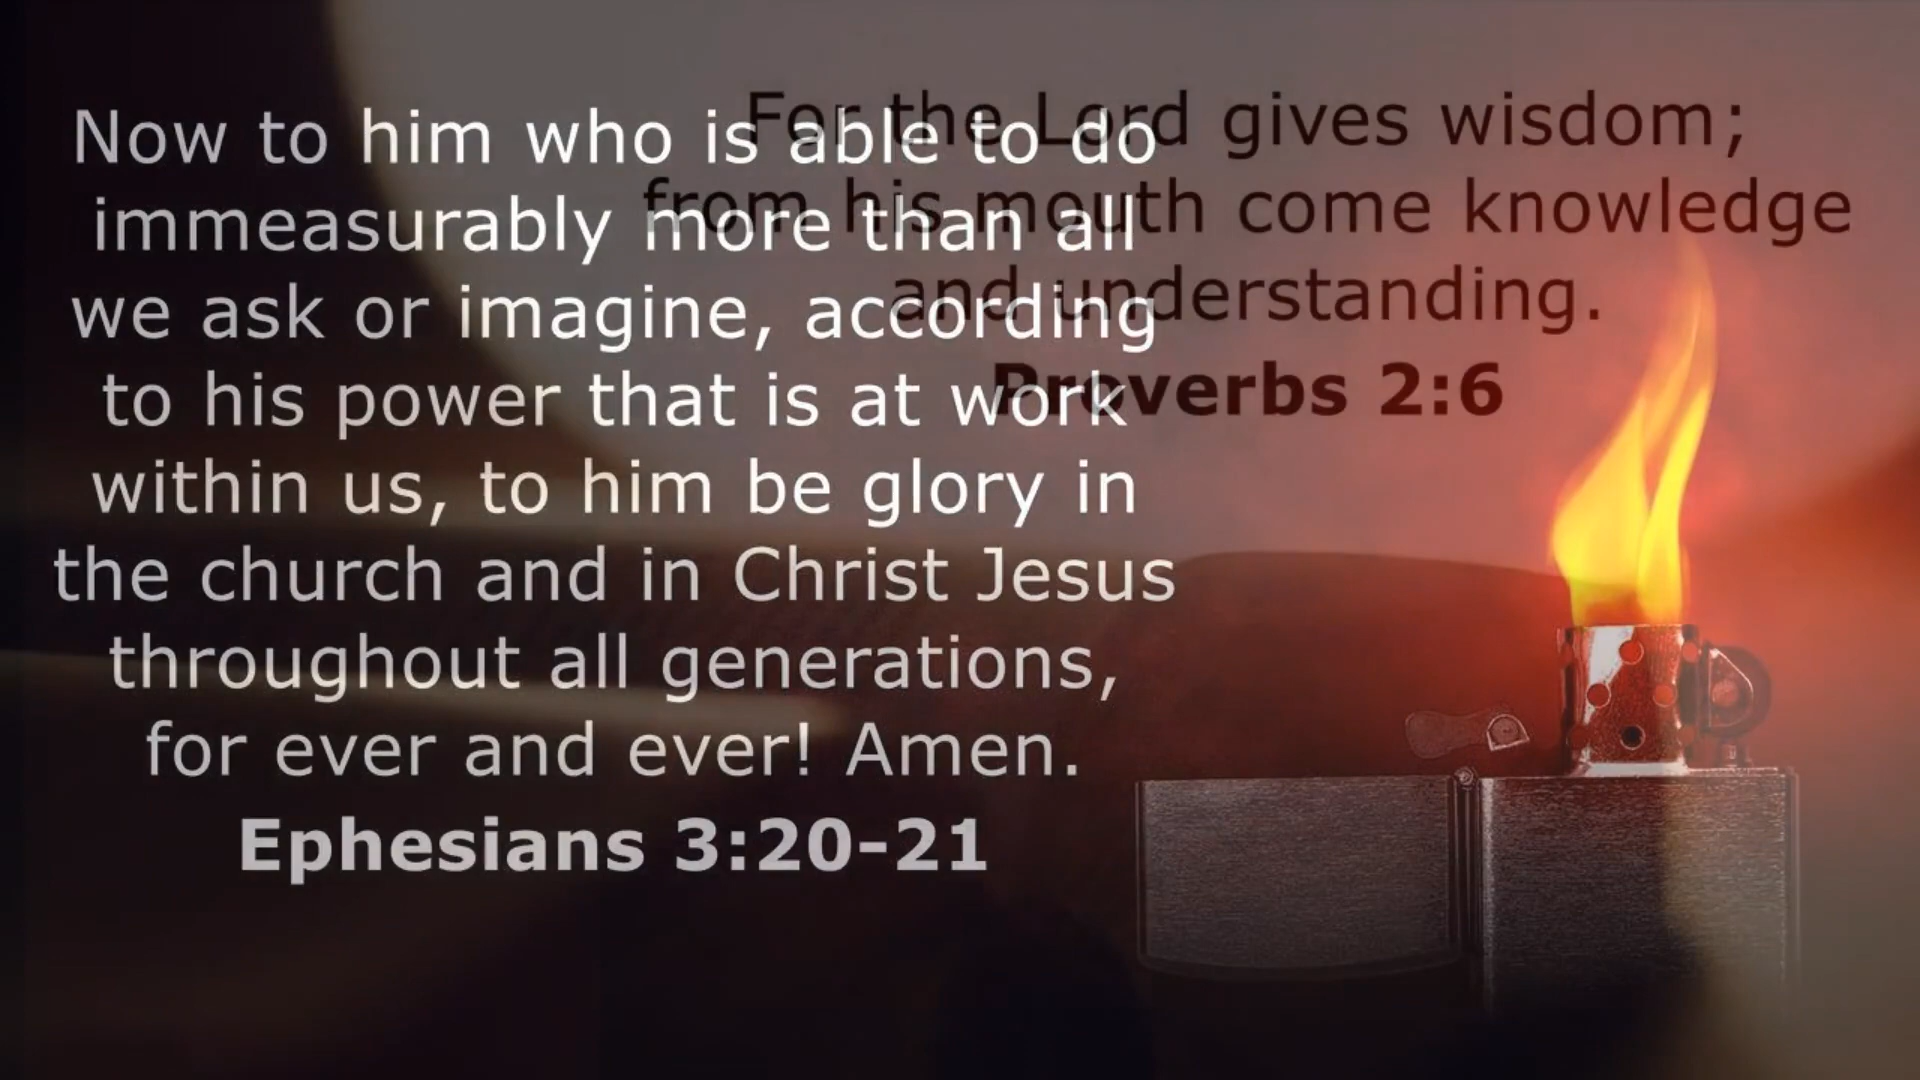 Now to him who is able to do
immeasurably more than all
we ask or imagine, according
to his power that is at work
within us, to him be glory in
the church and in Christ Jesus
throughout all generations,
for ever and ever! Amen.
Ephesians 3:20-21
For the Lord gives wisdom;
from his mouth come knowledge
and understanding.
Proverbs 2:6